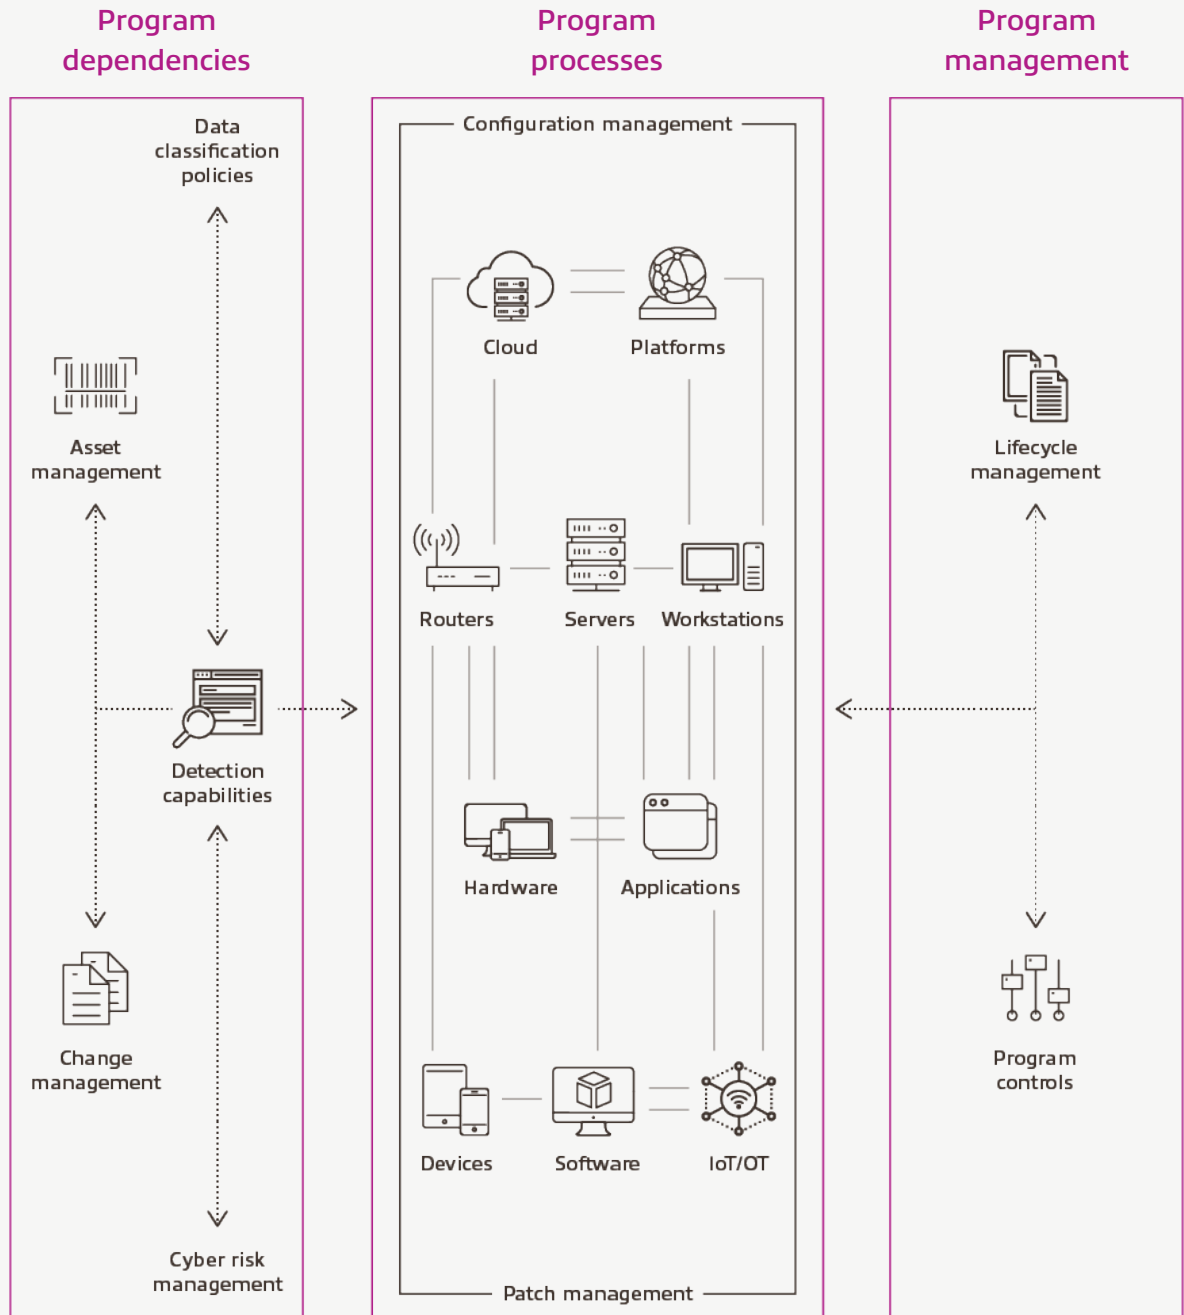 Program
dependencies
Data
classification
policies
Asset
management
Detection
capabilities
Change
management
Cyber risk
management
Program
processes
Configuration management
Cloud
Platforms
Routers
Servers
Workstations
Hardware
Applications
Devices
Software
IoT/OT
Patch management
Program
management
Lifecycle
management
Program
controls